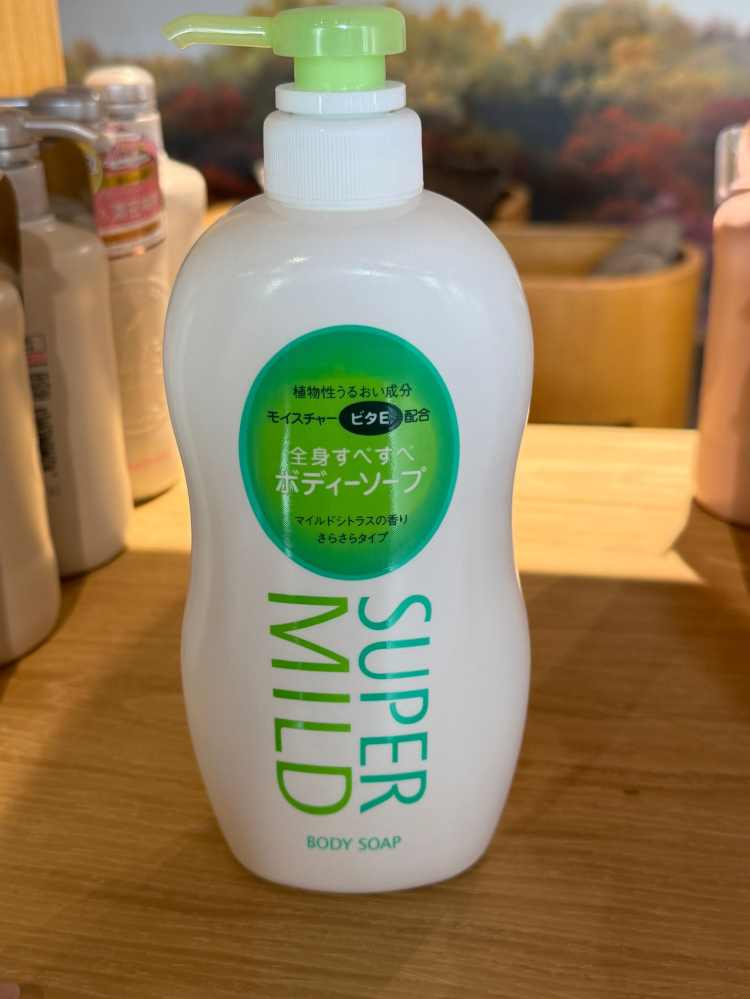 植物性うるおい成分
モイスチャービタE配合
全身すべすべ
ボディーソープ
マイルドシトラスの香り
さらさらタイプ
SUPER
MILD
BODY SOAP